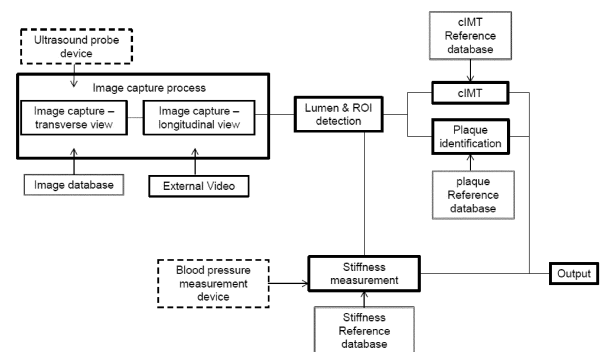 Ultrasound probe
device
Image capture process
Image capture –
transverse view
Image capture –
longitudinal view
Image database
External Video
Lumen & ROI
detection
cIMT
Reference
database
cIMT
Plaque
identification
plaque
Reference
database
Blood pressure
measurement
device
Stiffness
measurement
Stiffness
Reference
database
Output